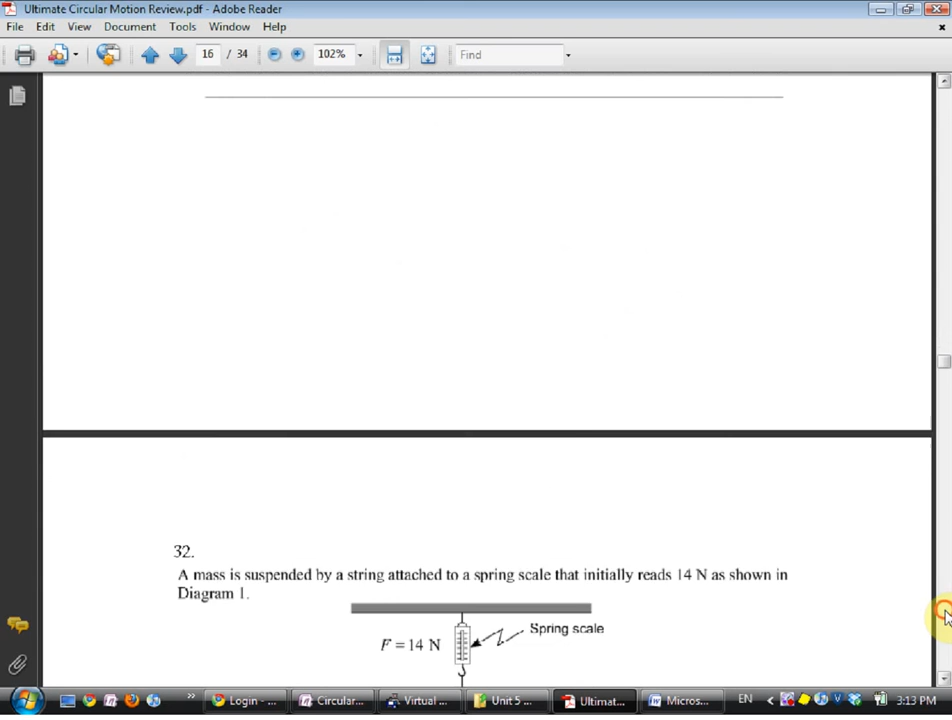 Ultimate Circular Motion Review.pdf - Adobe Reader
File Edit View Document Tools Window Help
16 / 34 102% Find
32.
A mass is suspended by a string attached to a spring scale that initially reads 14 N as shown in
Diagram 1.
Spring scale
F = 14 N
Login - ... Circular... Virtual ... Unit 5 ... Ultimat... Micros... EN 3:13 PM